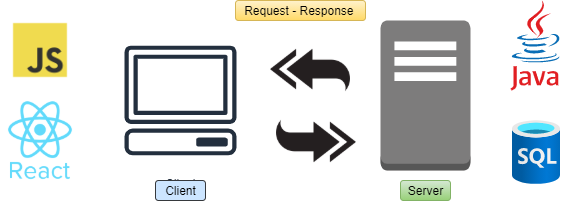 Request - Response
JS
Java
React
SQL
Client
Server